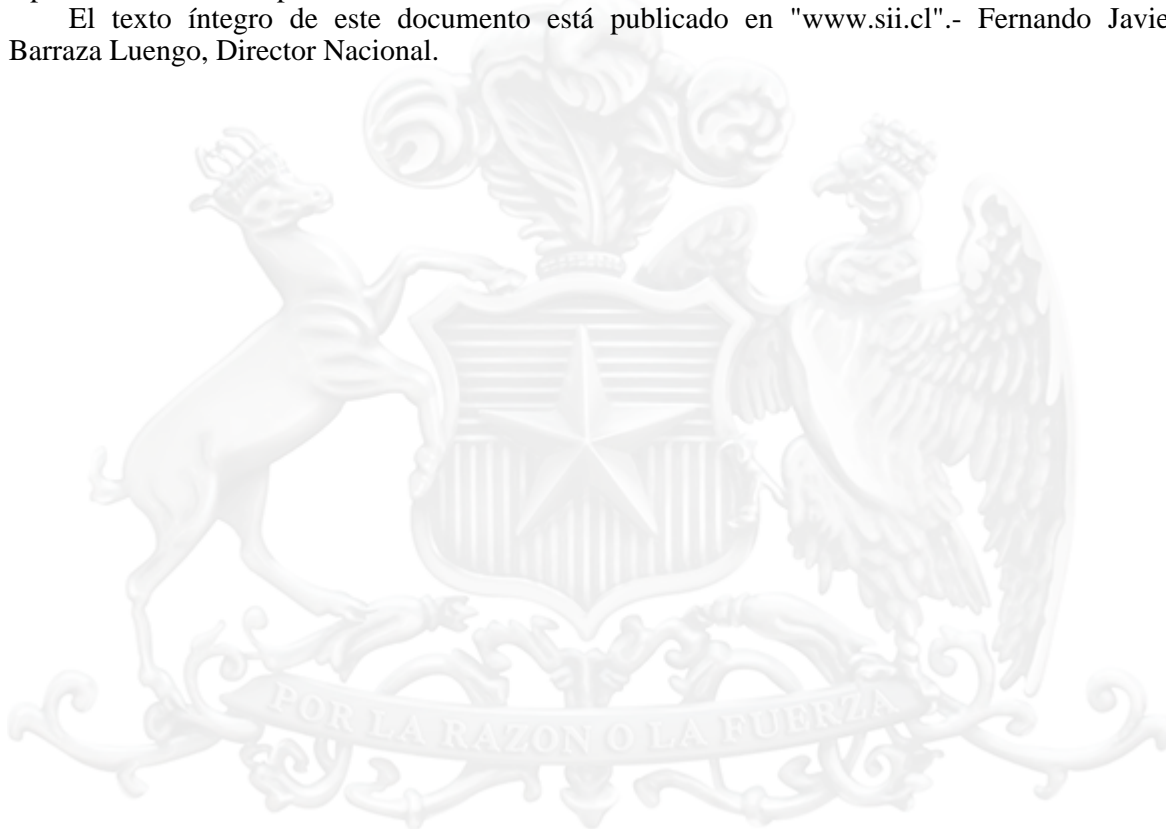 El texto íntegro de este documento está publicado en "www.sii.cl".- Fernando Javie
Barraza Luengo, Director Nacional.
POR LA RAZON O LA FUERZA